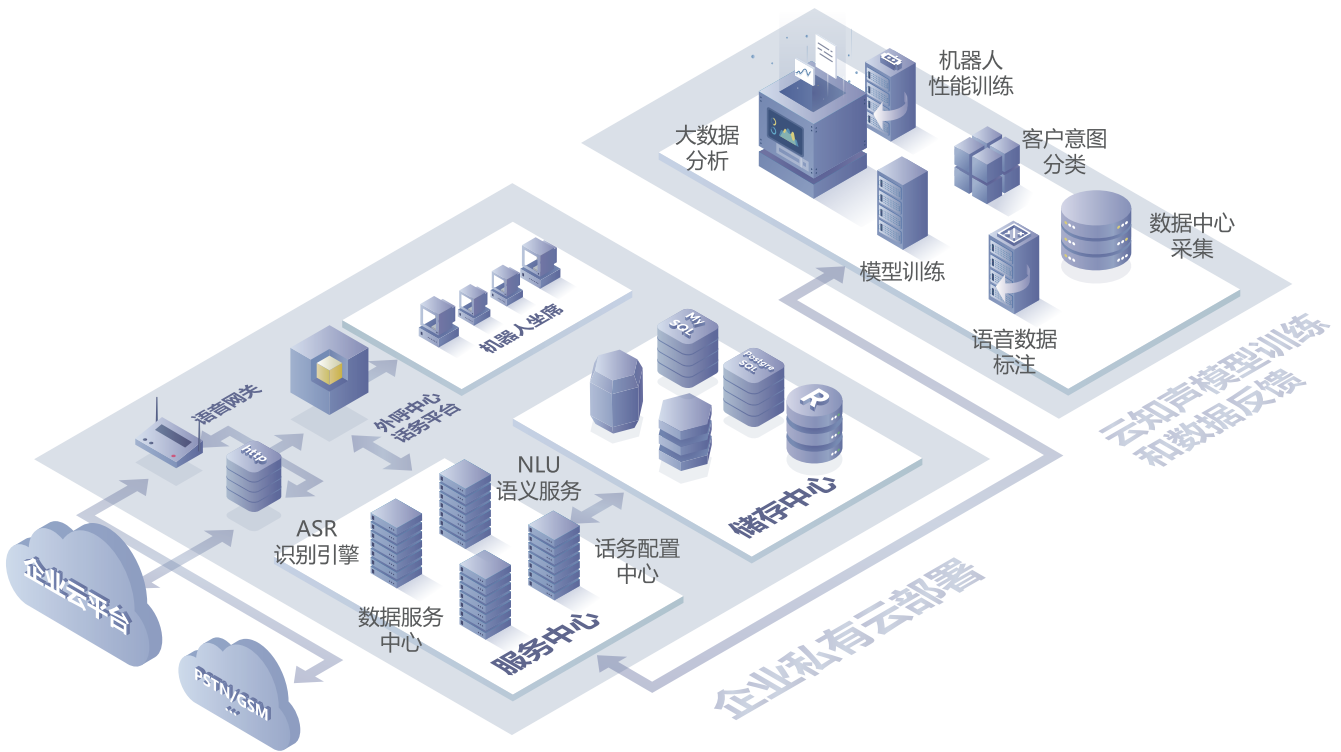 机器人
性能训练
大数据
分析
客户意图
分类
数据中心
采集
模型训练
语音数据
标注
云知声模型训练
和数据反馈
机器人坐席
My
SQL
Postgre
SQL
R
语音网关
外呼中心
话务平台
http
NLU
语义服务
储存中心
ASR
识别引擎
话务配置
中心
数据服务
中心
服务中心
企业云平台
企业私有云部署
PSTN/GSM
...